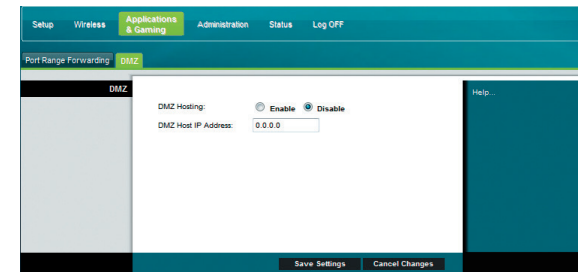 Setup Wireless Applications & Gaming Administration Status Log OFF
Port Range Forwarding DMZ
DMZ
Help...
DMZ Hosting: Enable Disable
DMZ Host IP Address: 0.0.0.0
Save Settings Cancel Changes